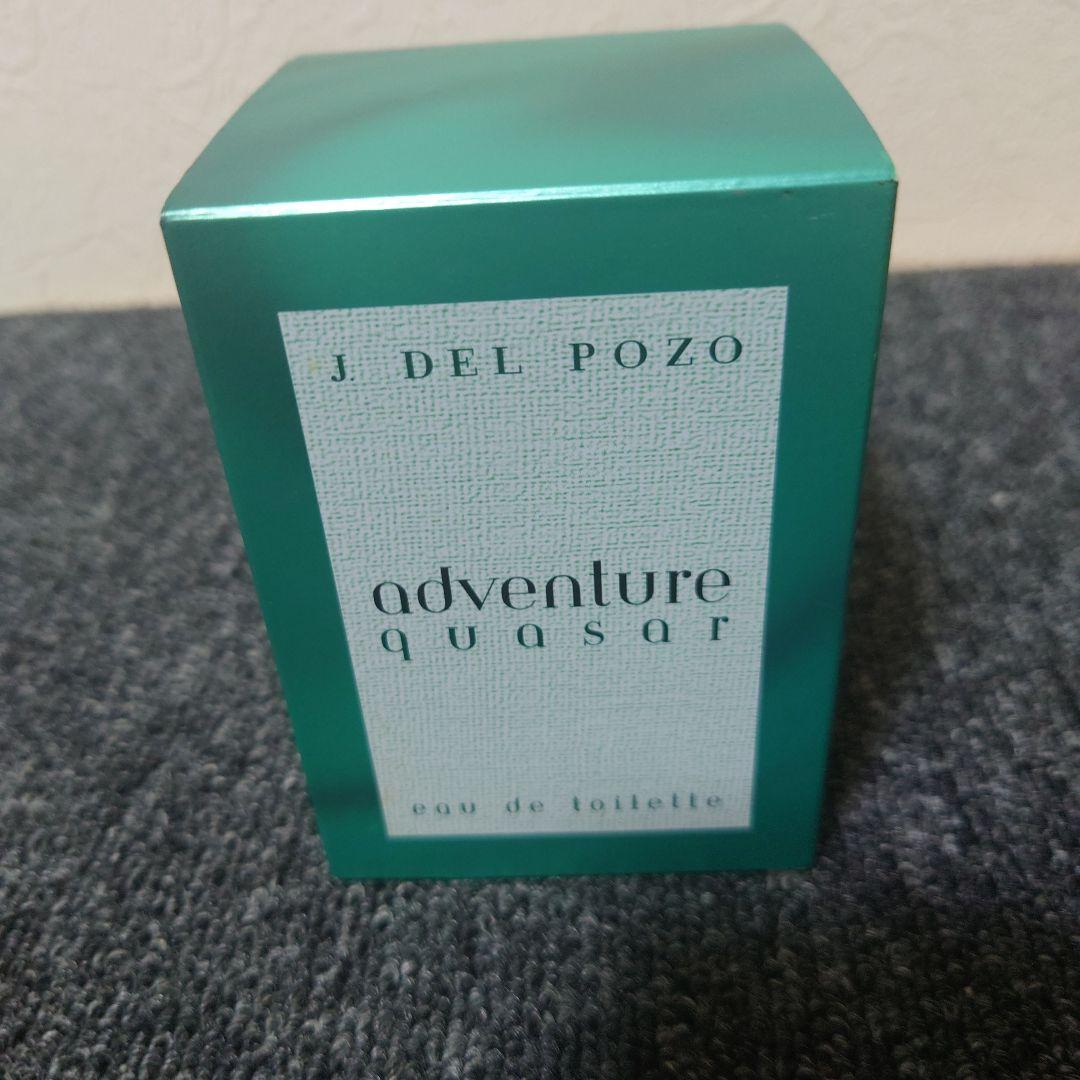 J. DEL POZO
adventure
quasar
eau de toilette